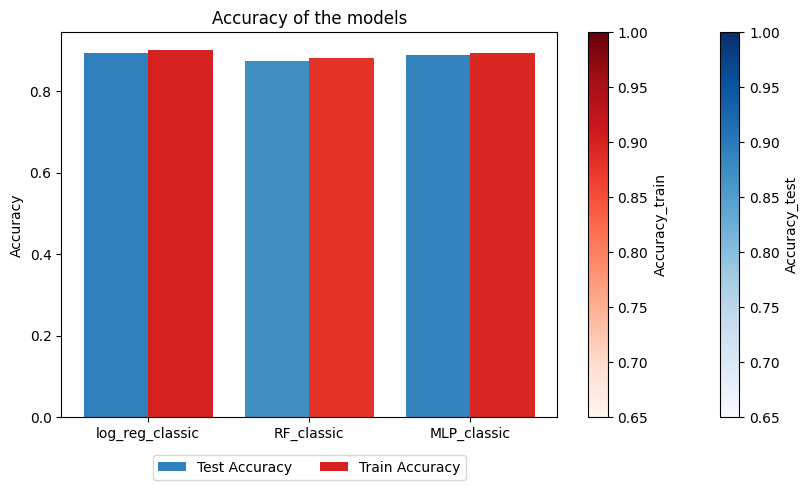 Accuracy of the models
Accuracy
0.8
0.6
0.4
0.2
0.0
log_reg_classic
RF_classic
MLP_classic
Test Accuracy
Train Accuracy
1.00
0.95
0.90
0.85
0.80
0.75
0.70
0.65
Accuracy_train
1.00
0.95
0.90
0.85
0.80
0.75
0.70
0.65
Accuracy_test